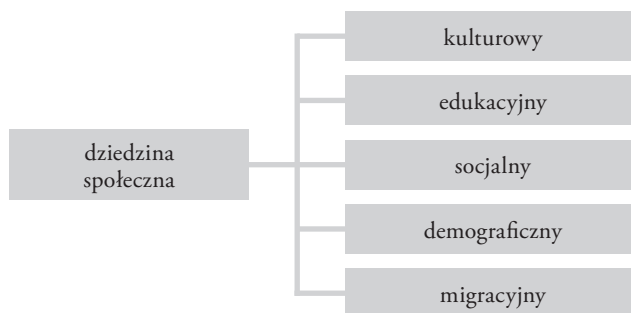 dziedzina
społeczna
kulturowy
edukacyjny
socjalny
demograficzny
migracyjny